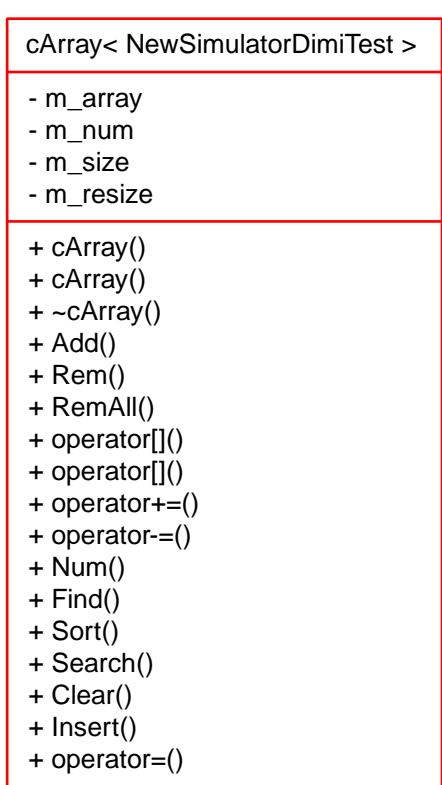 cArray< NewSimulatorDimiTest >
- m_array
- m_num
- m_size
- m_resize
+ cArray()
+ cArray()
+ ~cArray()
+ Add()
+ Rem()
+ RemAll()
+ operator[]()
+ operator[]()
+ operator+=()
+ operator-=()
+ Num()
+ Find()
+ Sort()
+ Search()
+ Clear()
+ Insert()
+ operator=()